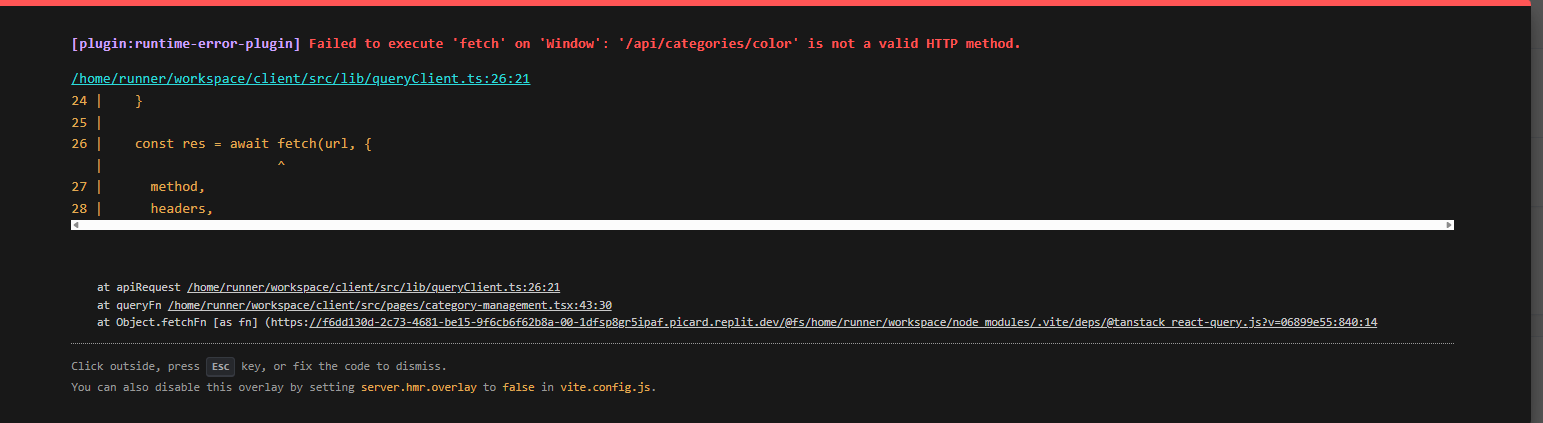 [plugin:runtime-error-plugin] Failed to execute 'fetch' on 'Window': '/api/categories/color' is not a valid HTTP method.
/home/runner/workspace/client/src/lib/queryClient.ts:26:21
24 |    }
25 |
26 |    const res = await fetch(url, {
   |                      ^
27 |      method,
28 |      headers,
at apiRequest /home/runner/workspace/client/src/lib/queryClient.ts:26:21
at queryFn /home/runner/workspace/client/src/pages/category-management.tsx:43:30
at Object.fetchFn [as fn] (https://f6dd130d-2c73-4681-be15-9f6cb6f62b8a-00-1dfsp8gr5ipaf.picard.replit.dev/@fs/home/runner/workspace/node_modules/.vite/deps/@tanstack_react-query.js?v=06899e55:840:14
Click outside, press Esc key, or fix the code to dismiss.
You can also disable this overlay by setting server.hmr.overlay to false in vite.config.js.